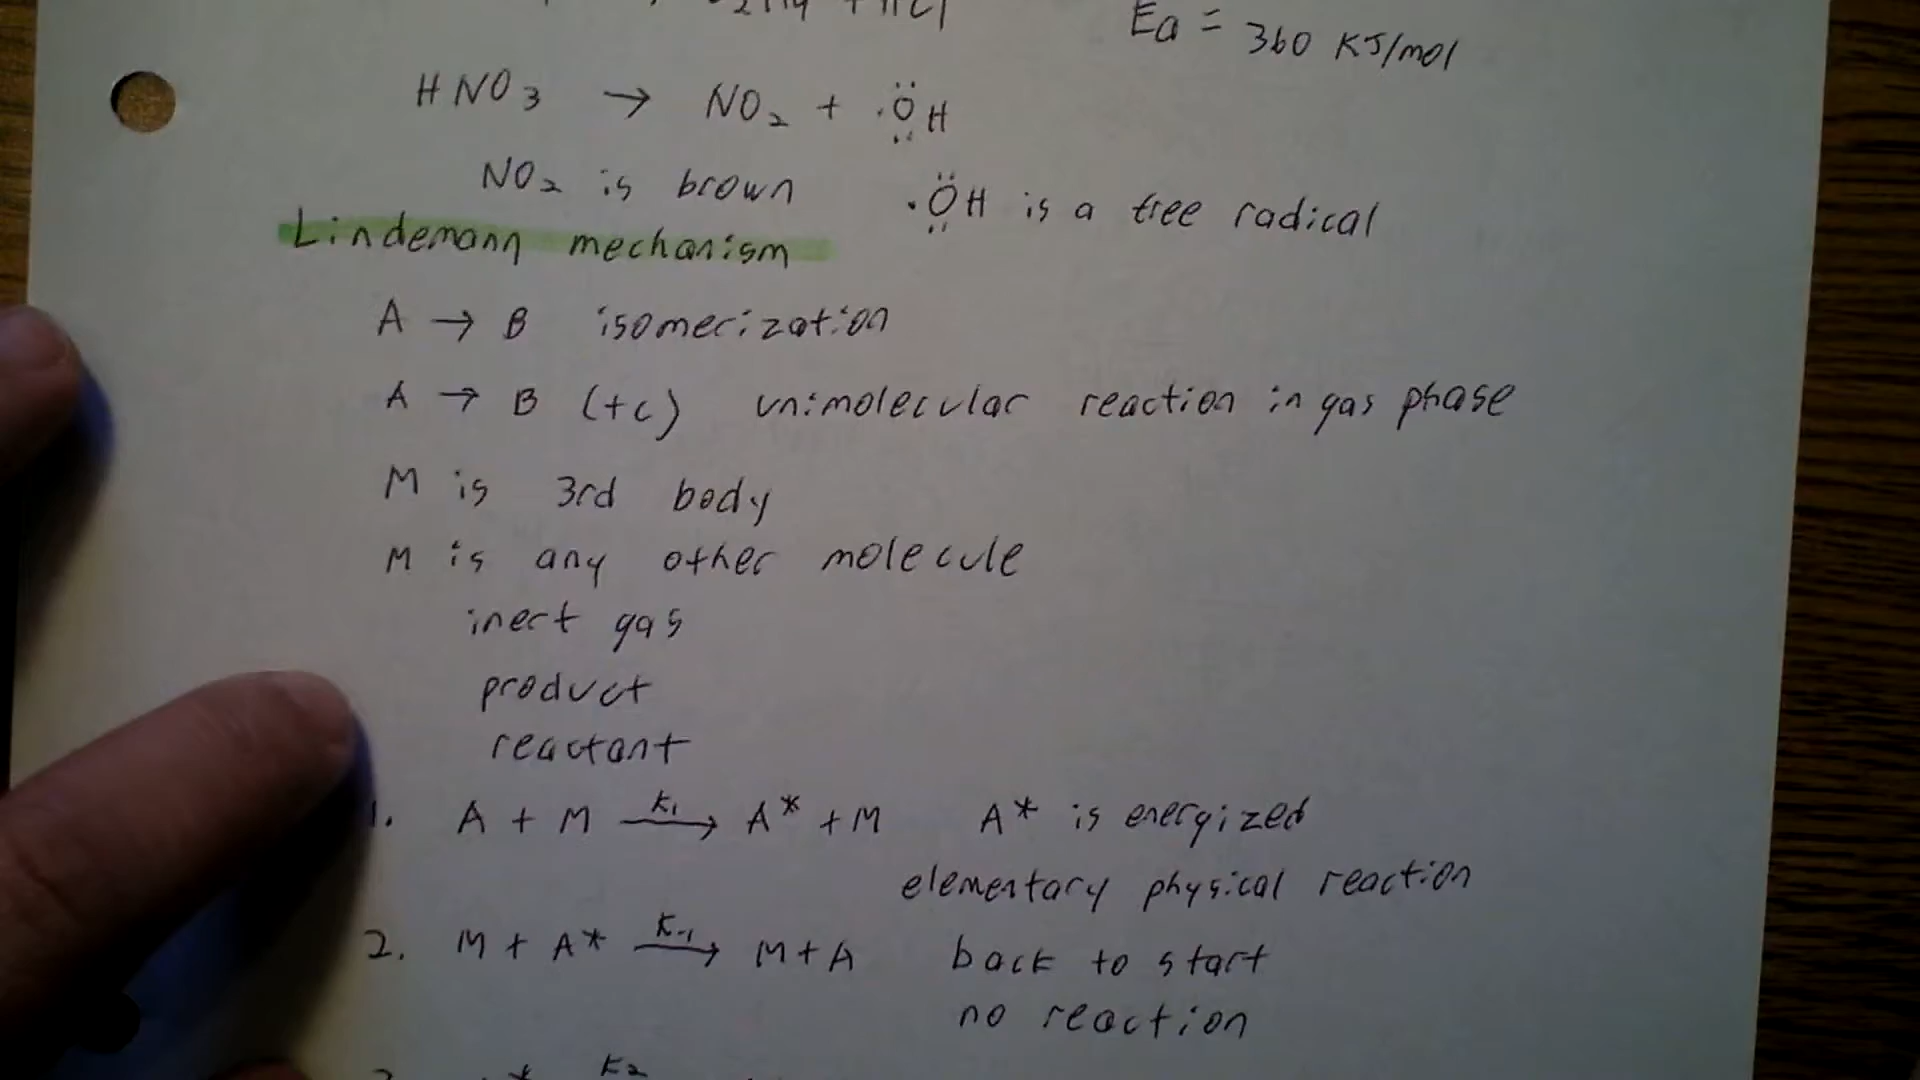 Ea = 360 KJ/mol
HNO₃ → NO₂ + ·ÖH
NO₂ is brown
·ÖH is a free radical
Lindemann mechanism
A → B isomerization
A → B (+C) unimolecular reaction in gas phase
M is 3rd body
M is any other molecule
inert gas
product
reactant
1. A + M →k₁ A* + M A* is energized
elementary physical reaction
2. M + A* →k₋₁ M + A back to start
no reaction
k₂